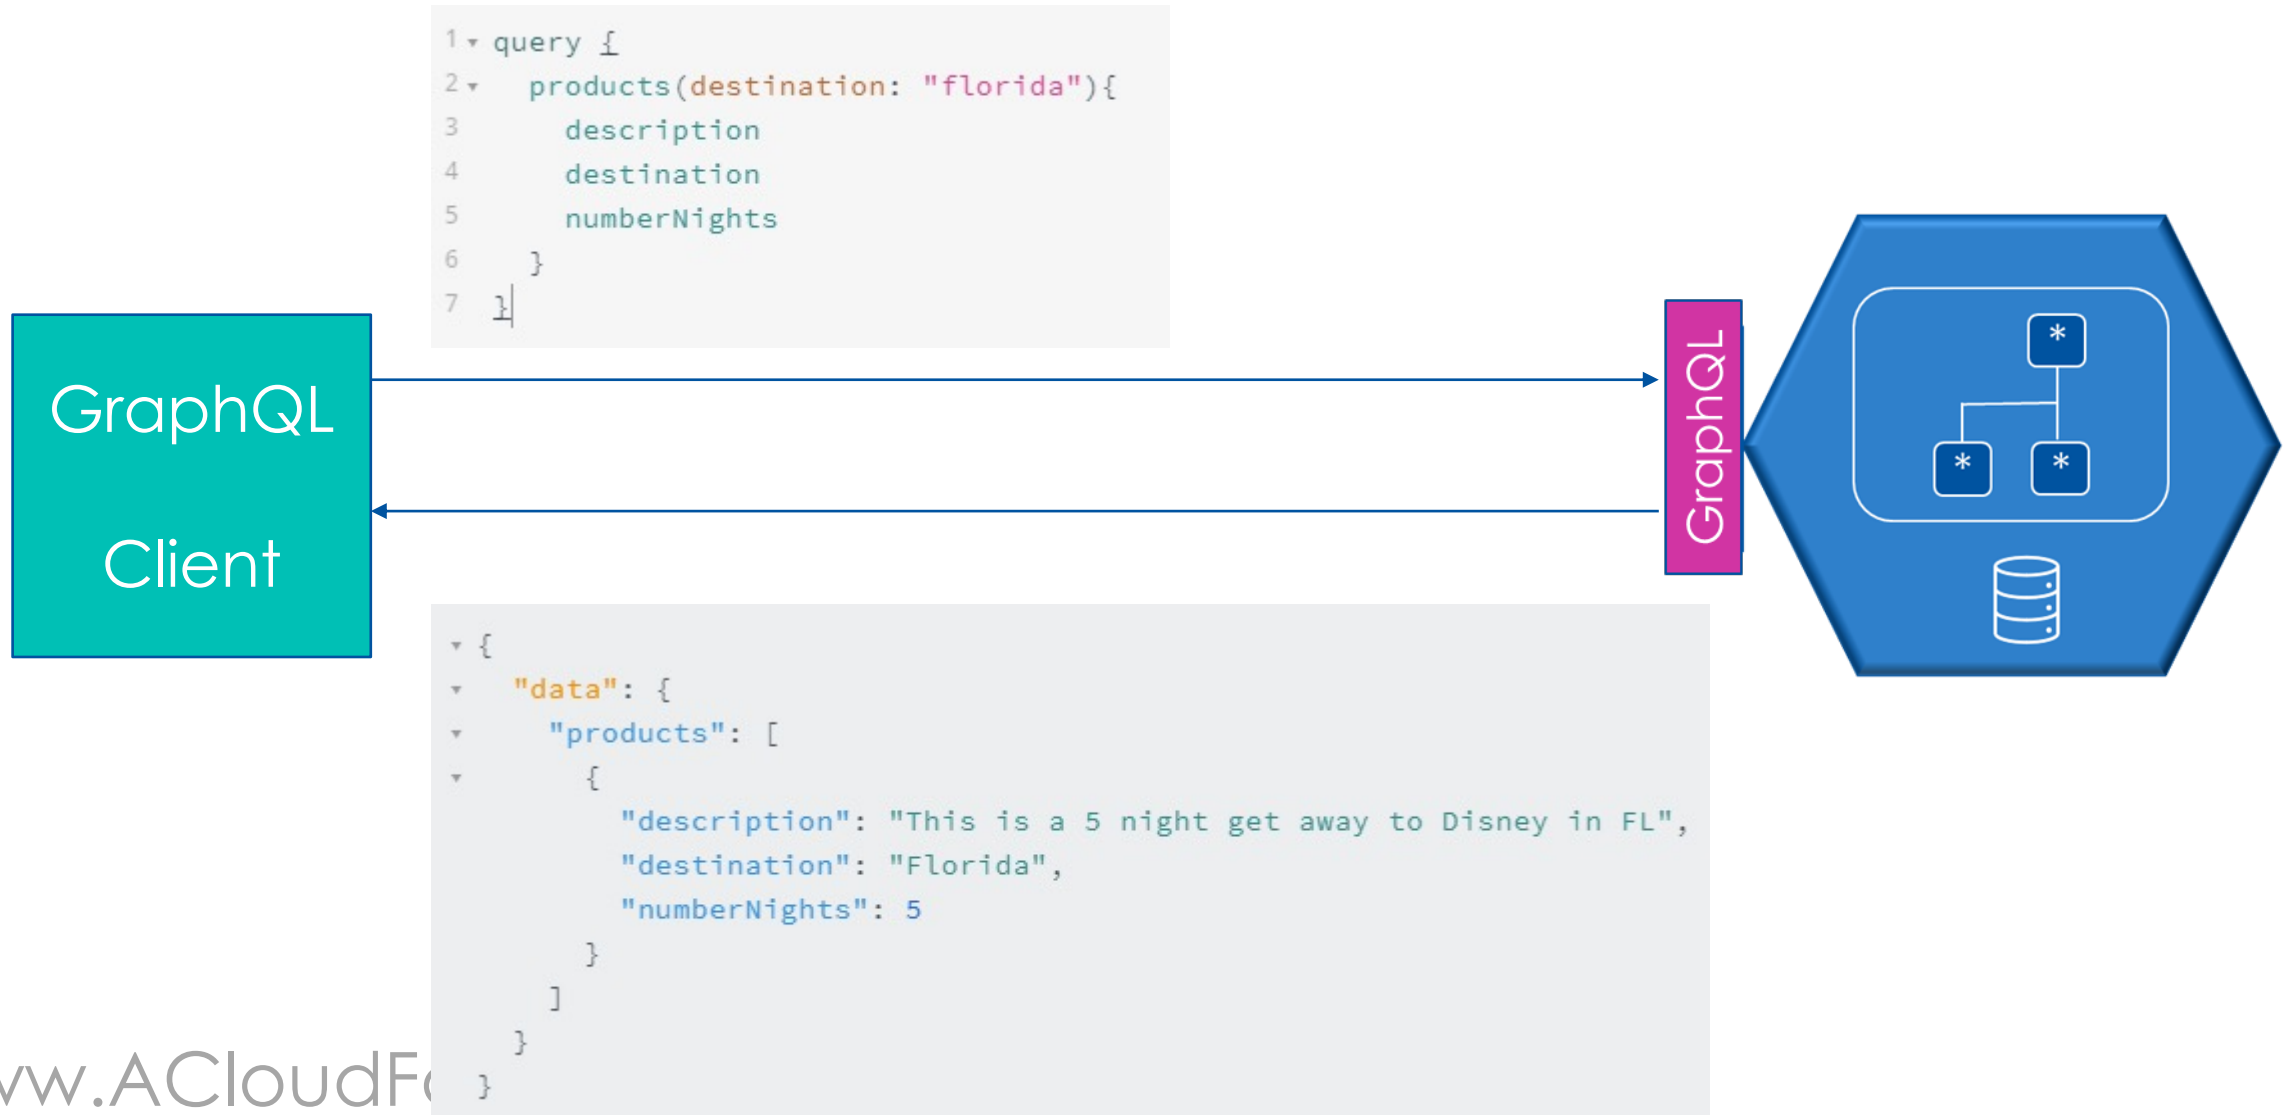 1 query {
2 products(destination: "florida"){
3 description
4 destination
5 numberNights
6 }
7 }
GraphQL
Client
GraphQL
*
* *
{
"data": {
"products": [
{
"description": "This is a 5 night get away to Disney in FL",
"destination": "Florida",
"numberNights": 5
}
]
}
}